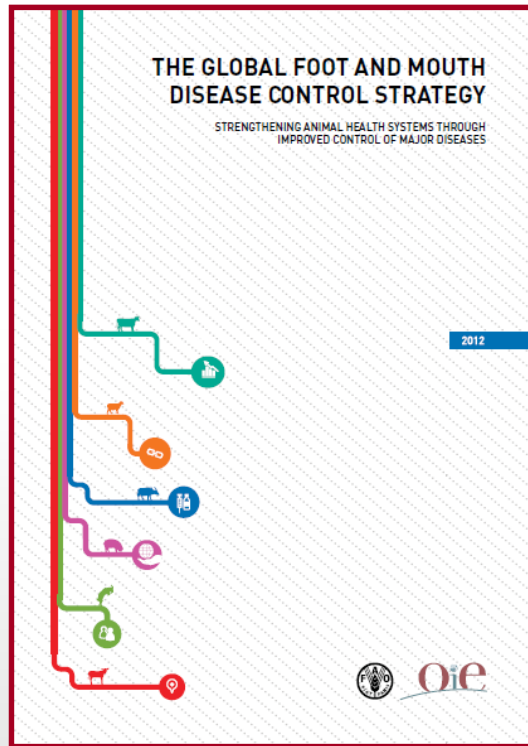 THE GLOBAL FOOT AND MOUTH
DISEASE CONTROL STRATEGY
STRENGTHENING ANIMAL HEALTH SYSTEMS THROUGH
IMPROVED CONTROL OF MAJOR DISEASES
2012
FAO
OiE